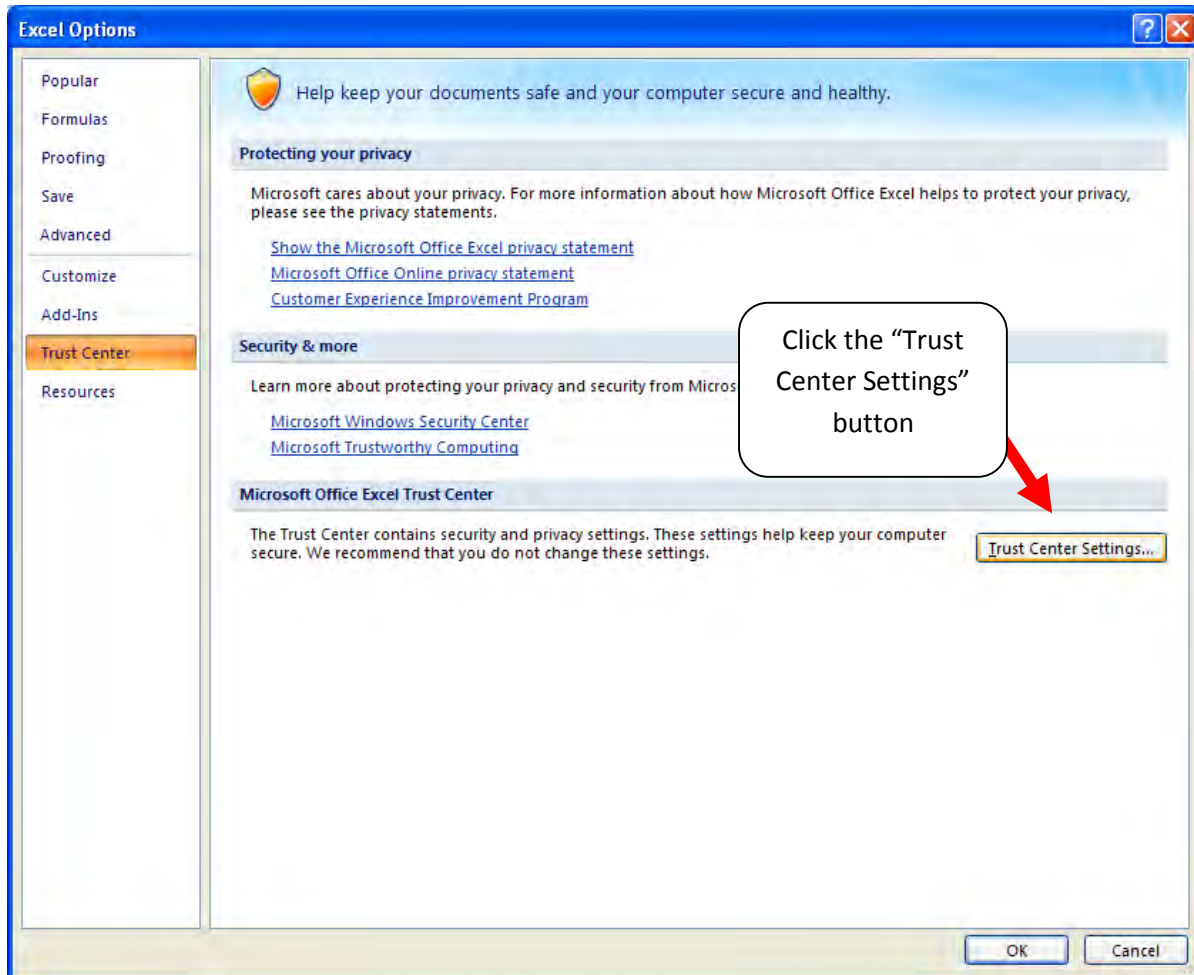 Excel Options
Popular
Formulas
Proofing
Save
Advanced
Customize
Add-Ins
Trust Center
Resources
Help keep your documents safe and your computer secure and healthy.
Protecting your privacy
Microsoft cares about your privacy. For more information about how Microsoft Office Excel helps to protect your privacy,
please see the privacy statements.
Show the Microsoft Office Excel privacy statement
Microsoft Office Online privacy statement
Customer Experience Improvement Program
Security & more
Learn more about protecting your privacy and security from
Microsoft Windows Security Center
Microsoft Trustworthy Computing
Click the “Trust
Center Settings”
button
Microsoft Office Excel Trust Center
The Trust Center contains security and privacy settings. These settings help keep your computer
secure. We recommend that you do not change these settings.
Trust Center Settings...
OK
Cancel